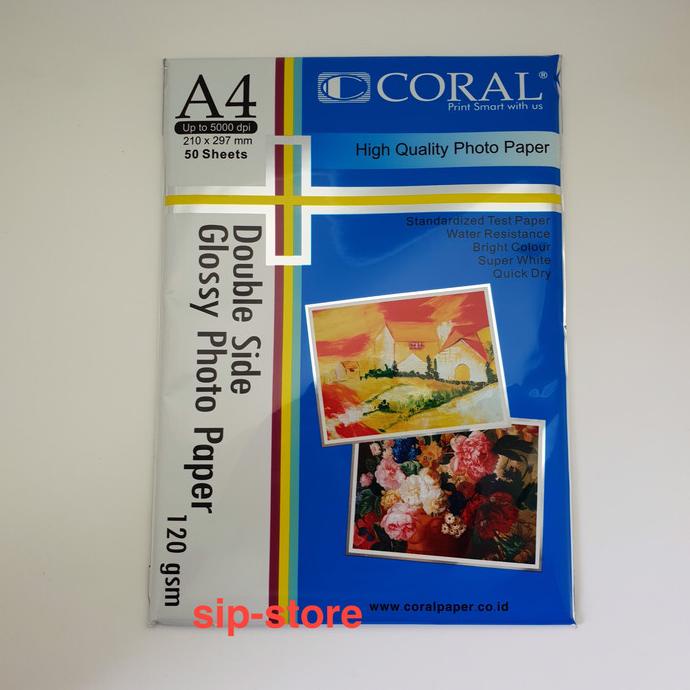 A4
Up to 5000 dpi
210 x 297 mm
50 Sheets
CORAL®
Print Smart with us
High Quality Photo Paper
Standardized Test Paper
Water Resistance
Bright Colour
Super White
Quick Dry
Double Side
Glossy Photo Paper
120 gsm
www.coralpaper.co.id
sip-store